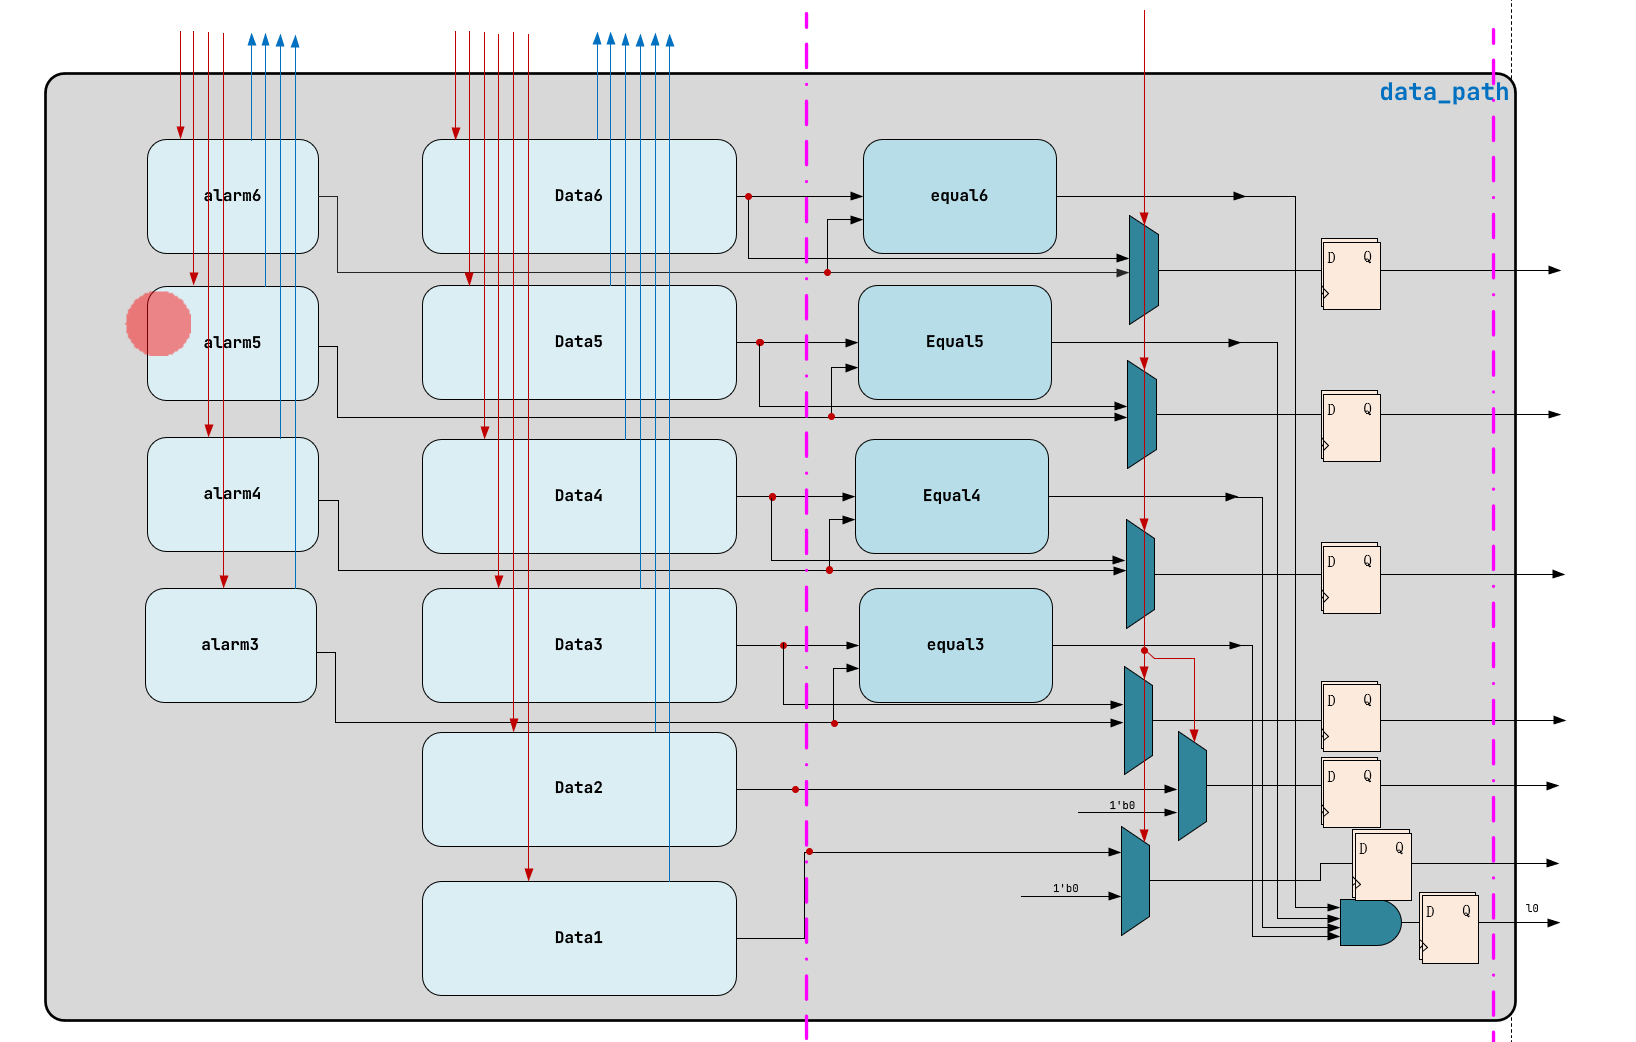 data_path
alarm6
Data6
equal6
D Q
alarm5
Data5
Equal5
D Q
alarm4
Data4
Equal4
D Q
alarm3
Data3
equal3
D Q
Data2
D Q
1'b0
D Q
1'b0
D Q
l0
Data1